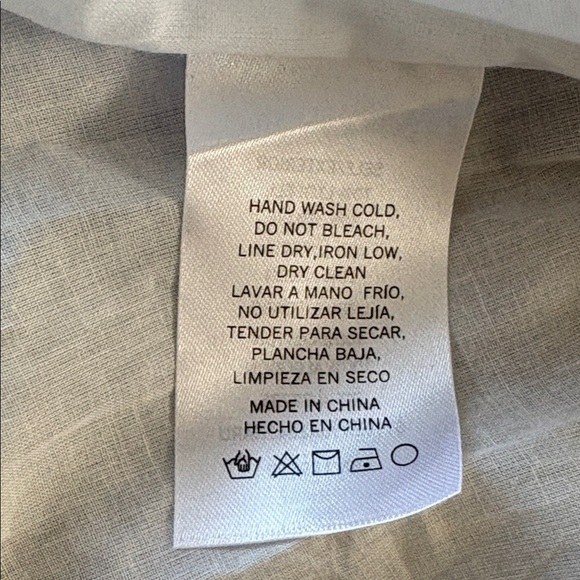 HAND WASH COLD,
DO NOT BLEACH,
LINE DRY,IRON LOW,
DRY CLEAN
LAVAR A MANO FRÍO,
NO UTILIZAR LEJÍA,
TENDER PARA SECAR,
PLANCHA BAJA,
LIMPIEZA EN SECO
MADE IN CHINA
HECHO EN CHINA